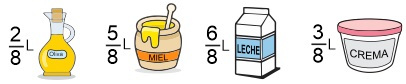 2/8 L
Oliva
5/8 L
MIEL
6/8 L
LECHE
3/8 L
CREMA